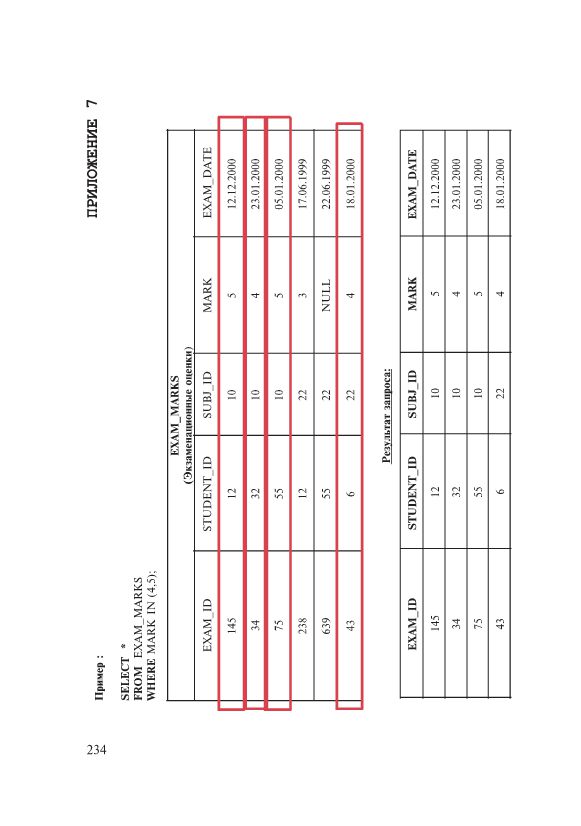 ПРИЛОЖЕНИЕ 7
Пример :
SELECT *
FROM EXAM_MARKS
WHERE MARK IN (4,5);
EXAM_MARKS
(Экзаменационные оценки)
EXAM_ID STUDENT_ID SUBJ_ID MARK EXAM_DATE
145 12 10 5 12.12.2000
34 32 10 4 23.01.2000
75 55 10 5 05.01.2000
238 12 22 3 17.06.1999
639 55 22 NULL 22.06.1999
43 6 22 4 18.01.2000
Результат запроса:
EXAM_ID STUDENT_ID SUBJ_ID MARK EXAM_DATE
145 12 10 5 12.12.2000
34 32 10 4 23.01.2000
75 55 10 5 05.01.2000
43 6 22 4 18.01.2000
234